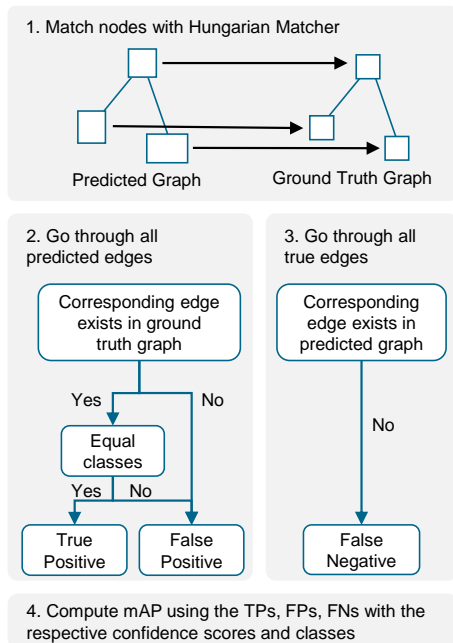 1. Match nodes with Hungarian Matcher
Predicted Graph
Ground Truth Graph
2. Go through all
predicted edges
Corresponding edge
exists in ground
truth graph
Yes
No
Equal
classes
Yes
No
True
Positive
False
Positive
3. Go through all
true edges
Corresponding
edge exists in
predicted graph
No
False
Negative
4. Compute mAP using the TPs, FPs, FNs with the
respective confidence scores and classes